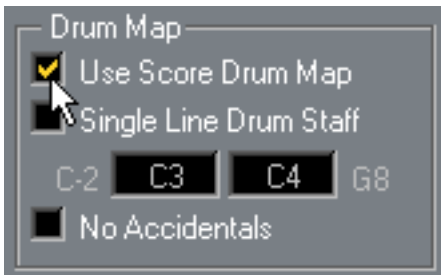 Drum Map
Use Score Drum Map
Single Line Drum Staff
C-2 C3 C4 G8
No Accidentals